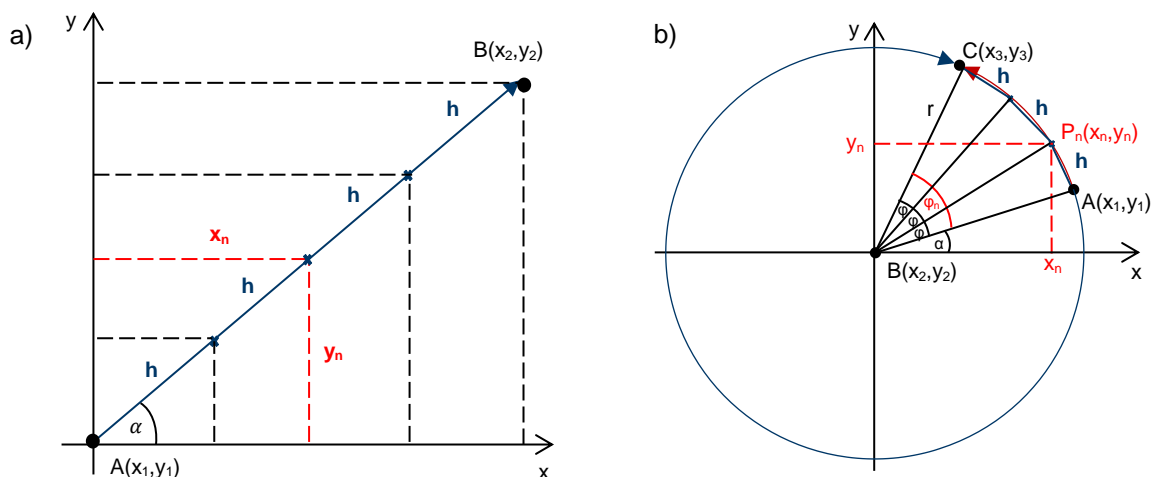 a)
y
B(x₂,y₂)
h
h
xₙ
h
yₙ
h
α
A(x₁,y₁)
x
b)
y
C(x₃,y₃)
h
r
h
Pₙ(xₙ,yₙ)
yₙ
h
φ
φₙ
φ
φ
A(x₁,y₁)
α
B(x₂,y₂)
xₙ
x